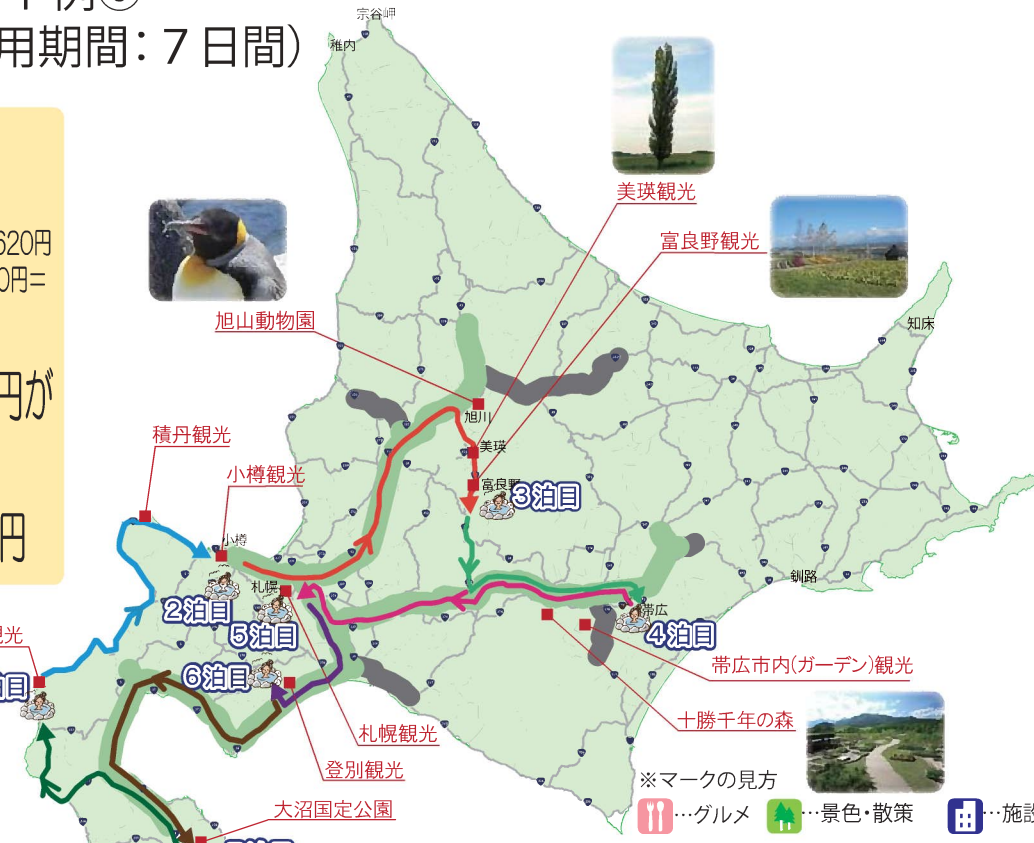 用期間：7日間）
620円
0円＝
円が
円
宗谷岬
稚内
美瑛観光
富良野観光
知床
旭山動物園
旭川
積丹観光
美瑛
小樽観光
富良野
3泊目
小樽
札幌
釧路
2泊目
帯広
5泊目
4泊目
観光
帯広市内(ガーデン)観光
6泊目
泊目
十勝千年の森
札幌観光
登別観光
※マークの見方
大沼国定公園
…グルメ
…景色・散策
…施設